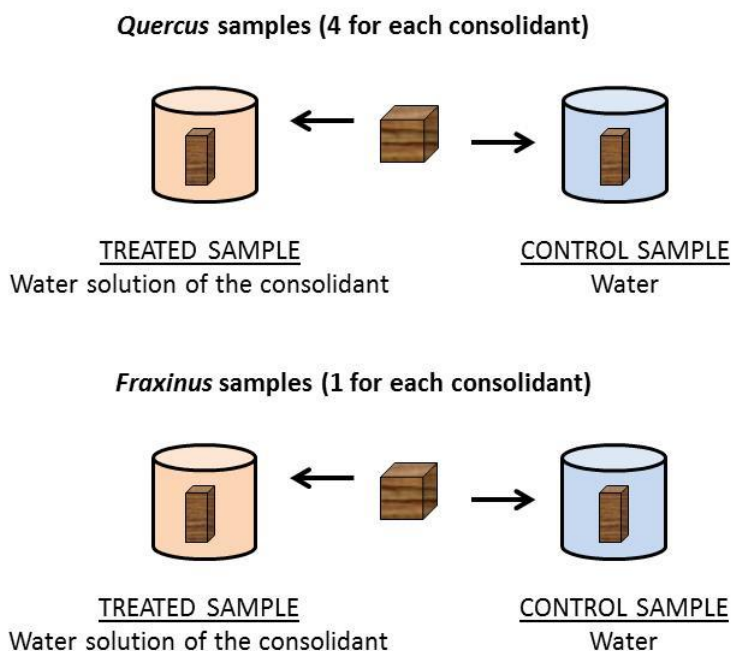 Quercus samples (4 for each consolidant)
TREATED SAMPLE
Water solution of the consolidant
CONTROL SAMPLE
Water
Fraxinus samples (1 for each consolidant)
TREATED SAMPLE
Water solution of the consolidant
CONTROL SAMPLE
Water